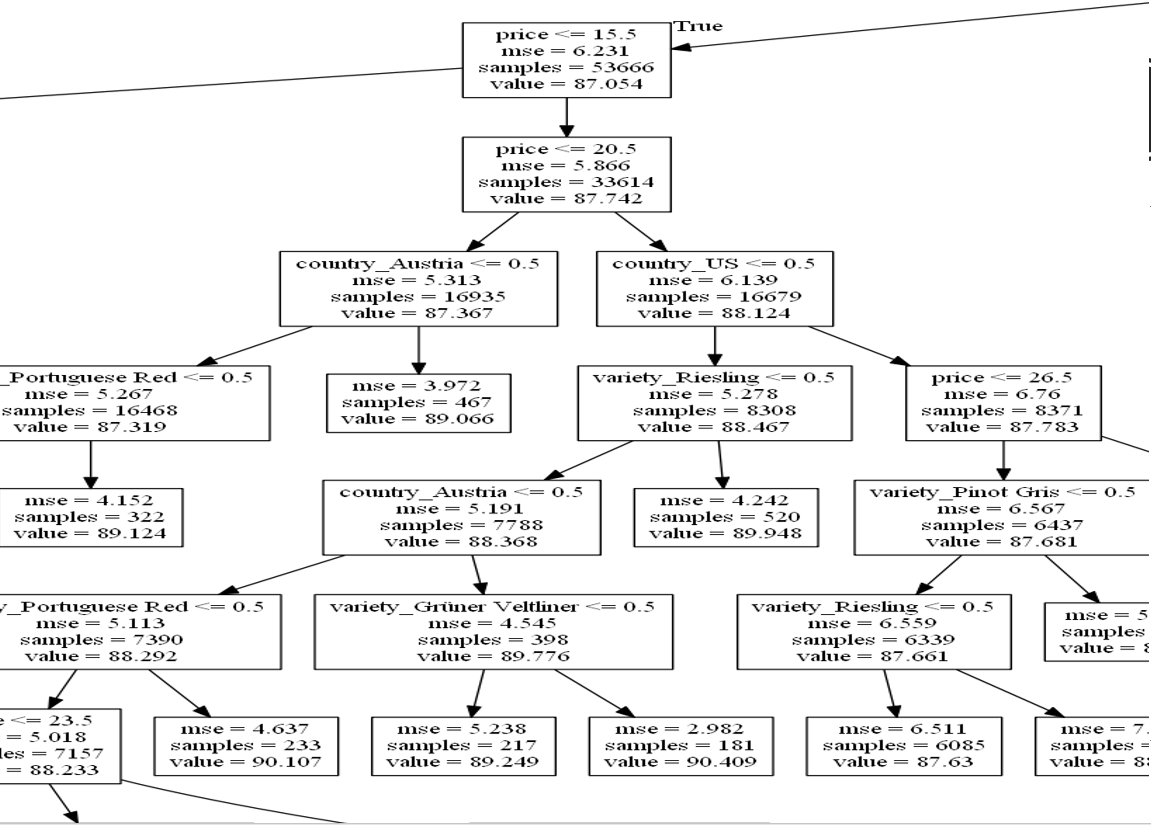 True
price <= 15.5
mse = 6.231
samples = 53666
value = 87.054
price <= 20.5
mse = 5.866
samples = 33614
value = 87.742
country_Austria <= 0.5
mse = 5.313
samples = 16935
value = 87.367
country_US <= 0.5
mse = 6.139
samples = 16679
value = 88.124
_Portuguese Red <= 0.5
mse = 5.267
samples = 16468
value = 87.319
mse = 3.972
samples = 467
value = 89.066
variety_Riesling <= 0.5
mse = 5.278
samples = 8308
value = 88.467
price <= 26.5
mse = 6.76
samples = 8371
value = 87.783
mse = 4.152
samples = 322
value = 89.124
country_Austria <= 0.5
mse = 5.191
samples = 7788
value = 88.368
mse = 4.242
samples = 520
value = 89.948
variety_Pinot Gris <= 0.5
mse = 6.567
samples = 6437
value = 87.681
y_Portuguese Red <= 0.5
mse = 5.113
samples = 7390
value = 88.292
variety_Grüner Veltliner <= 0.5
mse = 4.545
samples = 398
value = 89.776
variety_Riesling <= 0.5
mse = 6.559
samples = 6339
value = 87.661
mse = 5
samples
value =
e <= 23.5
= 5.018
les = 7157
= 88.233
mse = 4.637
samples = 233
value = 90.107
mse = 5.238
samples = 217
value = 89.249
mse = 2.982
samples = 181
value = 90.409
mse = 6.511
samples = 6085
value = 87.63
mse = 7.
samples =
value = 88